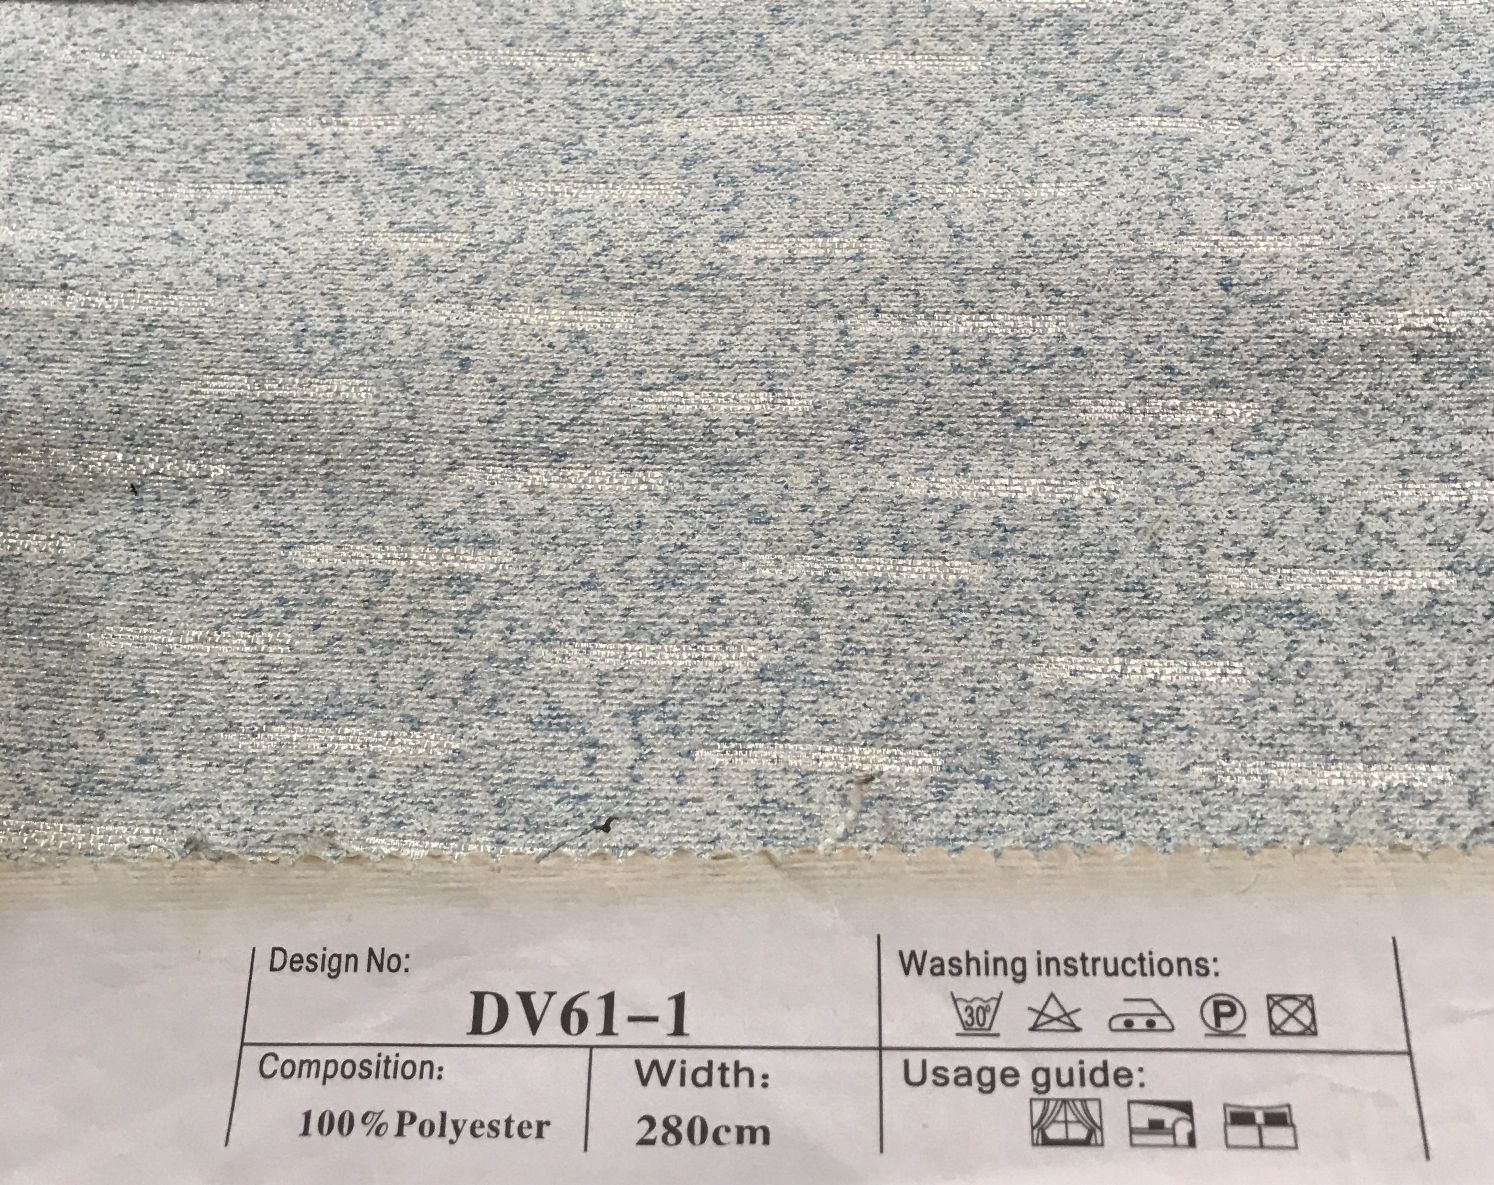 Design No:
DV61-1
Composition:
100%Polyester
Width:
280cm
Washing instructions:
30°
P
Usage guide: